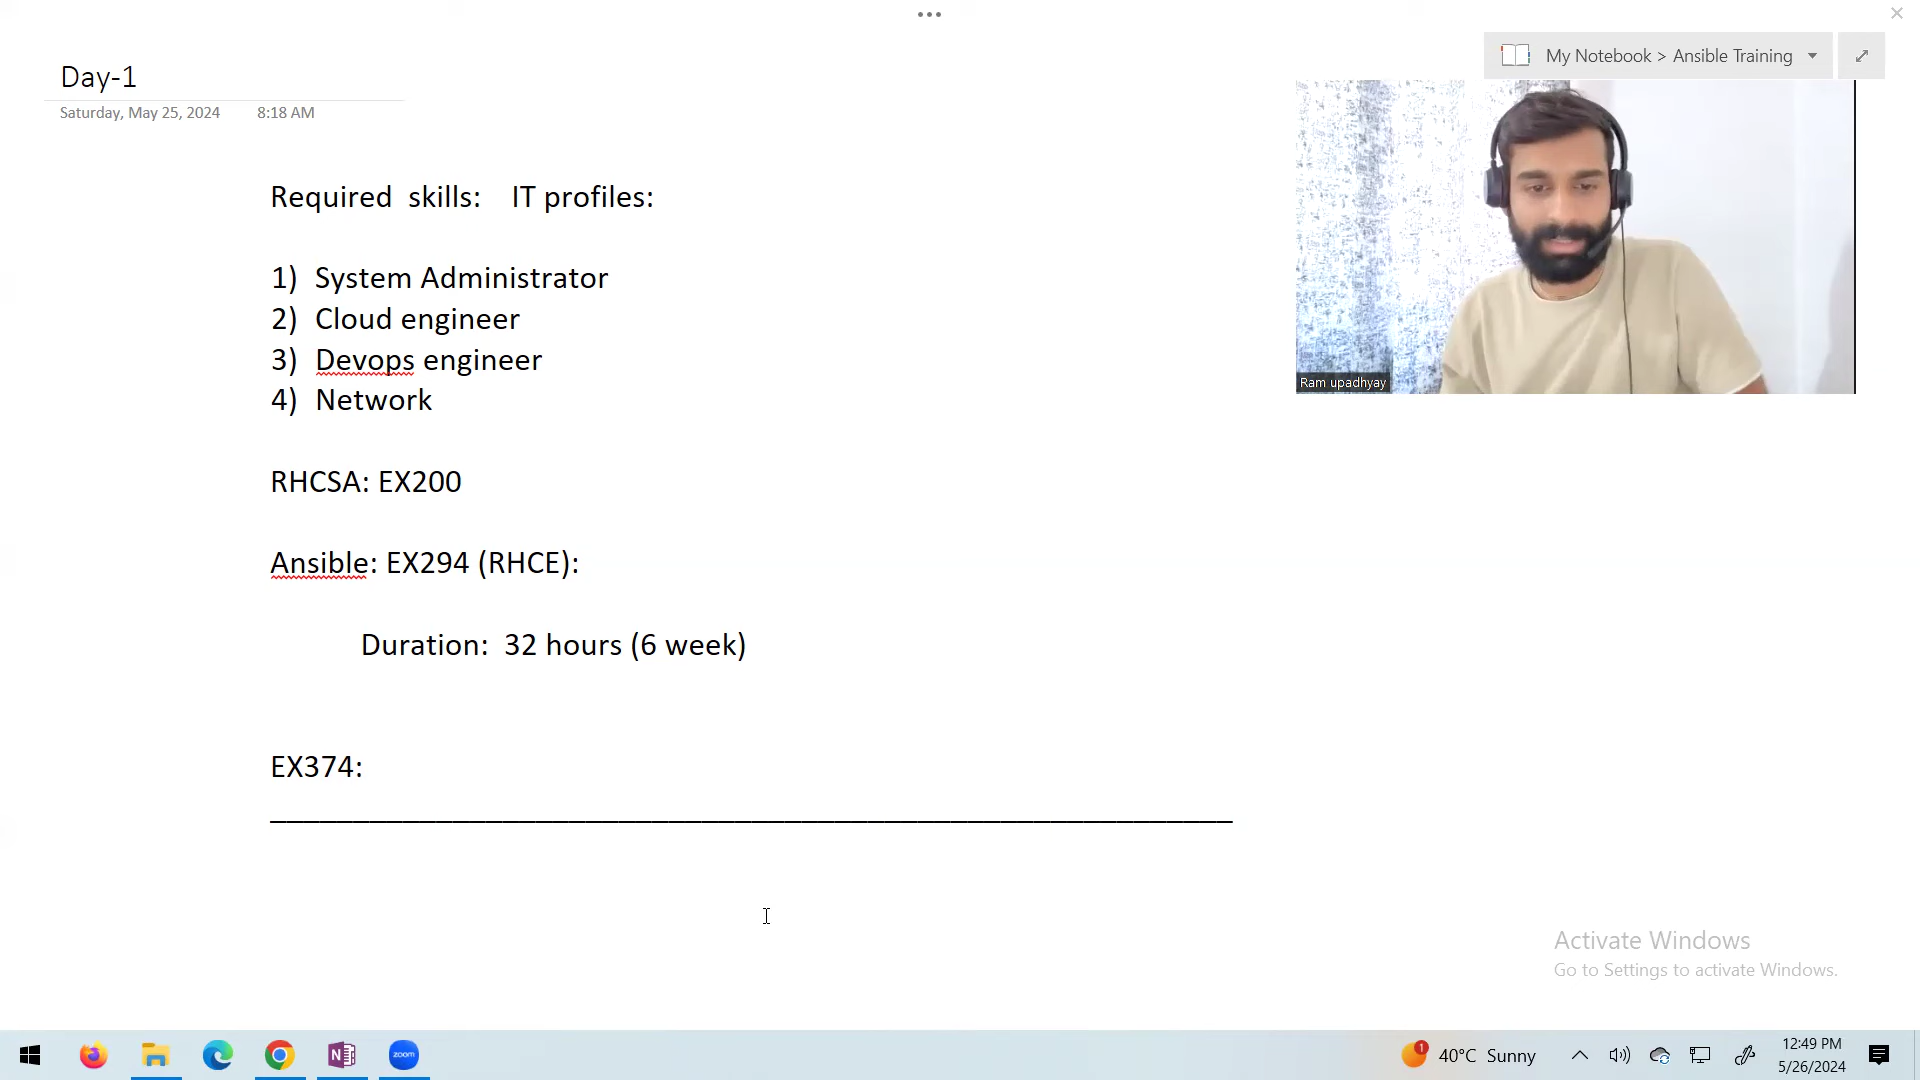 My Notebook > Ansible Training
Day-1
Saturday, May 25, 2024 8:18 AM
Required skills: IT profiles:
1) System Administrator
2) Cloud engineer
3) Devops engineer
4) Network
Ram upadhyay
RHCSA: EX200
Ansible: EX294 (RHCE):
Duration: 32 hours (6 week)
EX374:
Activate Windows
Go to Settings to activate Windows.
zoom
1
40°C Sunny
12:49 PM
5/26/2024